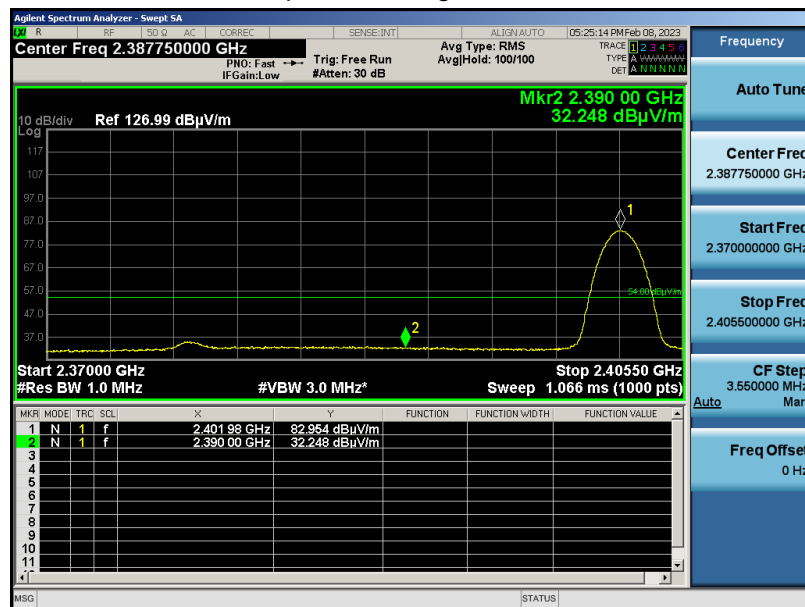 Agilent Spectrum Analyzer - Swept SA
LXI R RF 50 Ω AC CORREC SENSE:INT ALIGN AUTO 05:25:14 PM Feb 08, 2023
Center Freq 2.387750000 GHz
PNO: Fast
IFGain:Low
Trig: Free Run
#Atten: 30 dB
Avg Type: RMS
Avg|Hold: 100/100
TRACE 1 2 3 4 5 6
TYPE A
DET A N N N N N
Mkr2 2.390 00 GHz
32.248 dBµV/m
10 dB/div Ref 126.99 dBµV/m
Log
117
107
97.0
87.0
77.0
67.0
57.0
47.0
37.0
1
2
54.00 dBµV/m
Start 2.37000 GHz Stop 2.40550 GHz
#Res BW 1.0 MHz #VBW 3.0 MHz* Sweep 1.066 ms (1000 pts)
MKR MODE TRC SCL X Y FUNCTION FUNCTION WIDTH FUNCTION VALUE
1 N 1 f 2.401 98 GHz 82.954 dBµV/m
2 N 1 f 2.390 00 GHz 32.248 dBµV/m
3
4
5
6
7
8
9
10
11
MSG STATUS
Frequency
Auto Tune
Center Freq
2.387750000 GHz
Start Freq
2.370000000 GHz
Stop Freq
2.405500000 GHz
CF Step
3.550000 MHz
Auto Man
Freq Offset
0 Hz